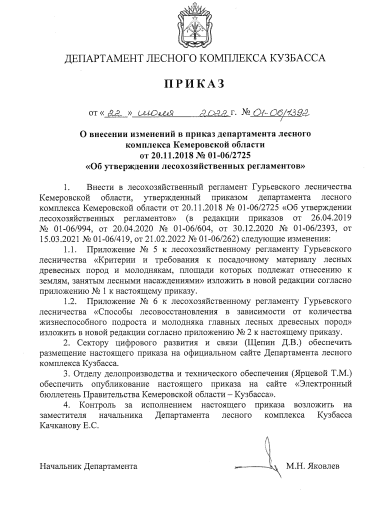 ДЕПАРТАМЕНТ ЛЕСНОГО КОМПЛЕКСА КУЗБАССА
ПРИКАЗ
от « 22 » июля 2022 г. № 01-06/1392
О внесении изменений в приказ департамента лесного
комплекса Кемеровской области
от 20.11.2018 № 01-06/2725
«Об утверждении лесохозяйственных регламентов»
1. Внести в лесохозяйственный регламент Гурьевского лесничества
Кемеровской области, утвержденный приказом департамента лесного
комплекса Кемеровской области от 20.11.2018 № 01-06/2725 «Об утверждении
лесохозяйственных регламентов» (в редакции приказов от 26.04.2019
№ 01-06/994, от 20.04.2020 № 01-06/604, от 30.12.2020 № 01-06/2393, от
15.03.2021 № 01-06/419, от 21.02.2022 № 01-06/262) следующие изменения:
1.1. Приложение № 5 к лесохозяйственному регламенту Гурьевского
лесничества «Критерии и требования к посадочному материалу лесных
древесных пород и молоднякам, площади которых подлежат отнесению к
землям, занятым лесными насаждениями» изложить в новой редакции согласно
приложению № 1 к настоящему приказу.
1.2. Приложение № 6 к лесохозяйственному регламенту Гурьевского
лесничества «Способы лесовосстановления в зависимости от количества
жизнеспособного подроста и молодняка главных лесных древесных пород»
изложить в новой редакции согласно приложению № 2 к настоящему приказу.
2. Сектору цифрового развития и связи (Щепин Д.В.) обеспечить
размещение настоящего приказа на официальном сайте Департамента лесного
комплекса Кузбасса.
3. Отделу делопроизводства и технического обеспечения (Ярцевой Т.М.)
обеспечить опубликование настоящего приказа на сайте «Электронный
бюллетень Правительства Кемеровской области – Кузбасса».
4. Контроль за исполнением настоящего приказа возложить на
заместителя начальника Департамента лесного комплекса Кузбасса
Качканову Е.С.
Начальник Департамента М.Н. Яковлев